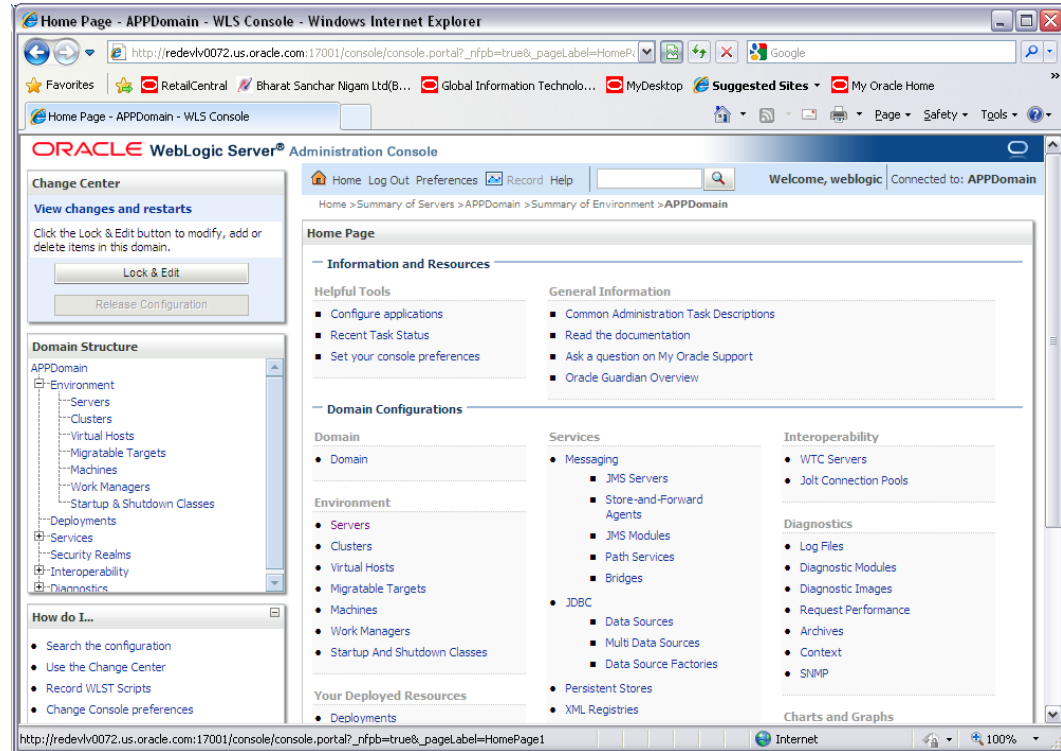 Home Page - APPDomain - WLS Console - Windows Internet Explorer
http://redevlv0072.us.oracle.com:17001/console/console.portal?_nfpb=true&_pageLabel=HomeP
Google
Favorites RetailCentral Bharat Sanchar Nigam Ltd(B... Global Information Technolo... MyDesktop Suggested Sites My Oracle Home »
Home Page - APPDomain - WLS Console
Page Safety Tools
ORACLE WebLogic Server® Administration Console
Change Center
View changes and restarts
Click the Lock & Edit button to modify, add or
delete items in this domain.
Lock & Edit
Release Configuration
Domain Structure
APPDomain
Environment
Servers
Clusters
Virtual Hosts
Migratable Targets
Machines
Work Managers
Startup & Shutdown Classes
Deployments
Services
Security Realms
Interoperability
Diagnostics
How do I...
Search the configuration
Use the Change Center
Record WLST Scripts
Change Console preferences
Home Log Out Preferences Record Help
Welcome, weblogic Connected to: APPDomain
Home >Summary of Servers >APPDomain >Summary of Environment >APPDomain
Home Page
Information and Resources
Helpful Tools
Configure applications
Recent Task Status
Set your console preferences
General Information
Common Administration Task Descriptions
Read the documentation
Ask a question on My Oracle Support
Oracle Guardian Overview
Domain Configurations
Domain
Domain
Environment
Servers
Clusters
Virtual Hosts
Migratable Targets
Machines
Work Managers
Startup And Shutdown Classes
Your Deployed Resources
Deployments
Services
Messaging
JMS Servers
Store-and-Forward
Agents
JMS Modules
Path Services
Bridges
JDBC
Data Sources
Multi Data Sources
Data Source Factories
Persistent Stores
XML Registries
Interoperability
WTC Servers
Jolt Connection Pools
Diagnostics
Log Files
Diagnostic Modules
Diagnostic Images
Request Performance
Archives
Context
SNMP
Charts and Graphs
http://redevlv0072.us.oracle.com:17001/console/console.portal?_nfpb=true&_pageLabel=HomePage1
Internet
100%